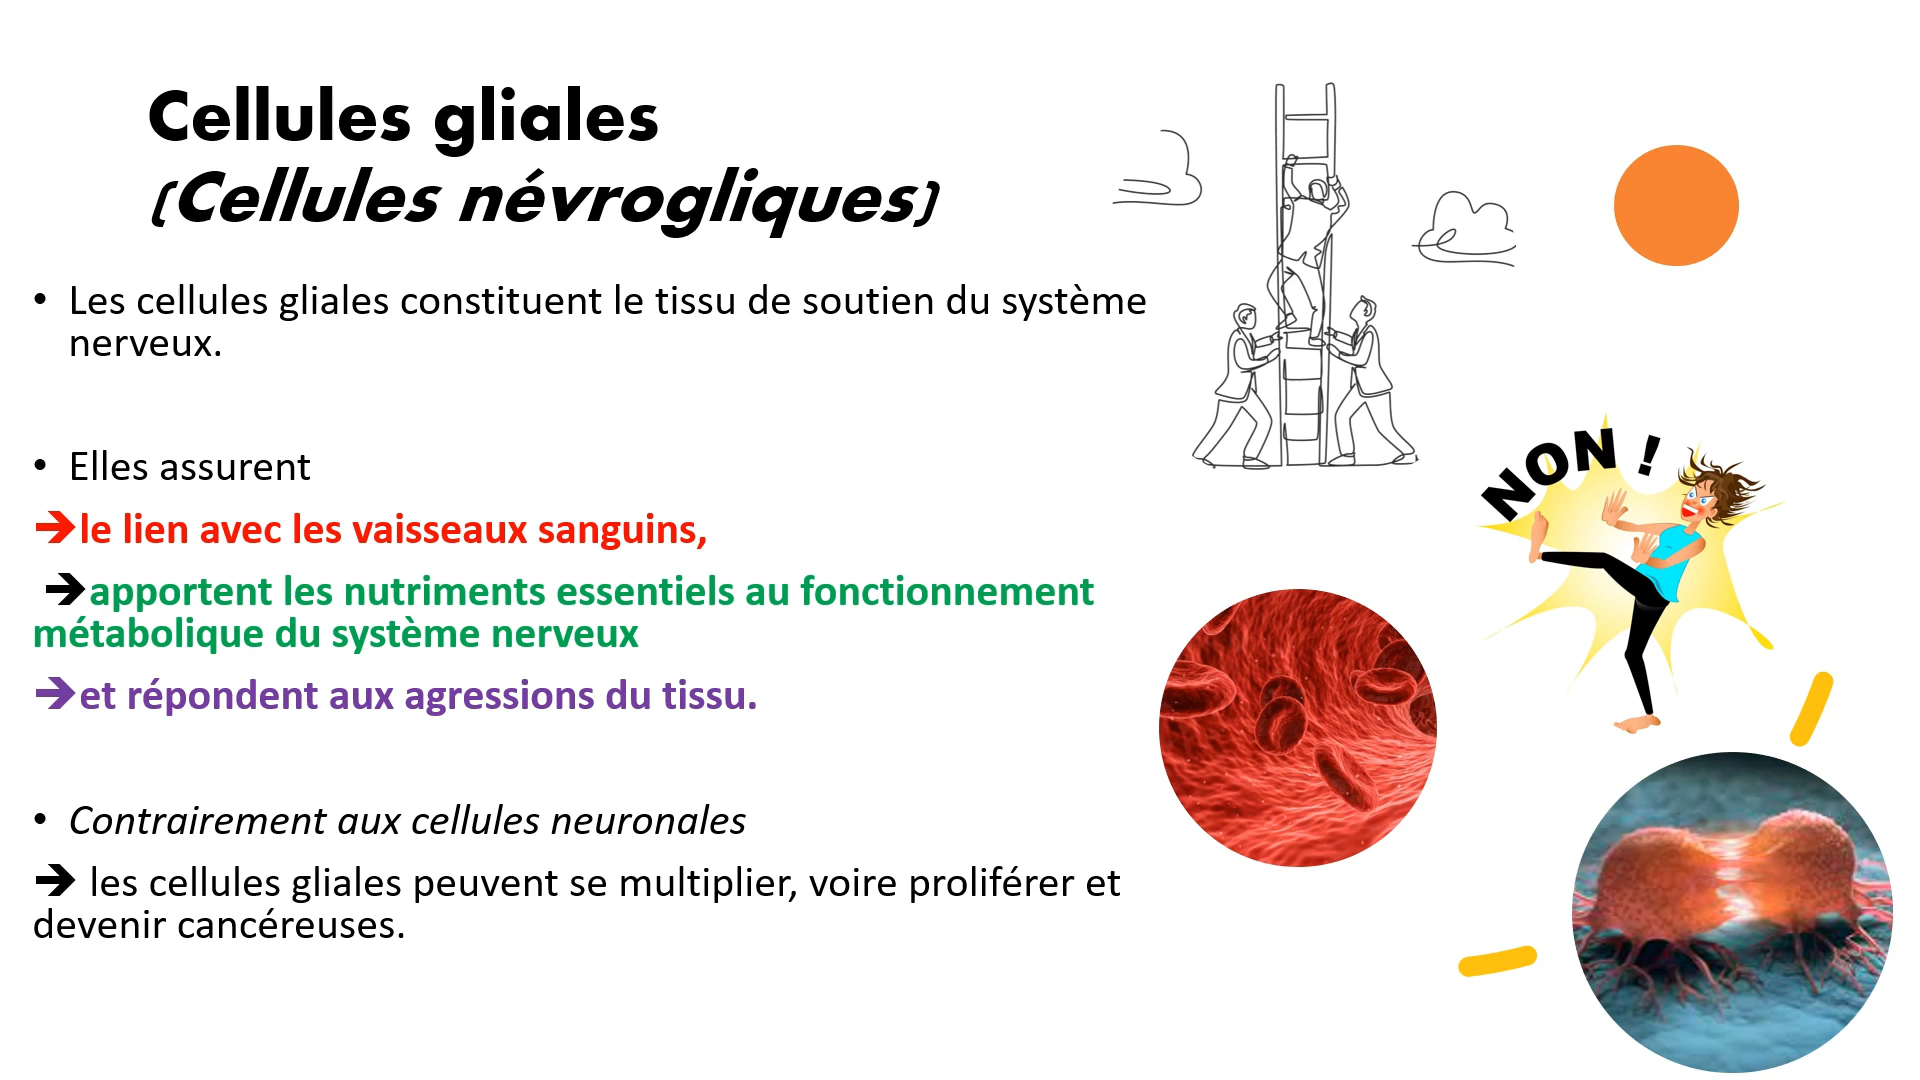 Cellules gliales
(Cellules névrogliques)
• Les cellules gliales constituent le tissu de soutien du système
nerveux.
• Elles assurent
➔le lien avec les vaisseaux sanguins,
➔apportent les nutriments essentiels au fonctionnement
métabolique du système nerveux
➔et répondent aux agressions du tissu.
• Contrairement aux cellules neuronales
➔ les cellules gliales peuvent se multiplier, voire proliférer et
devenir cancéreuses.
NON !